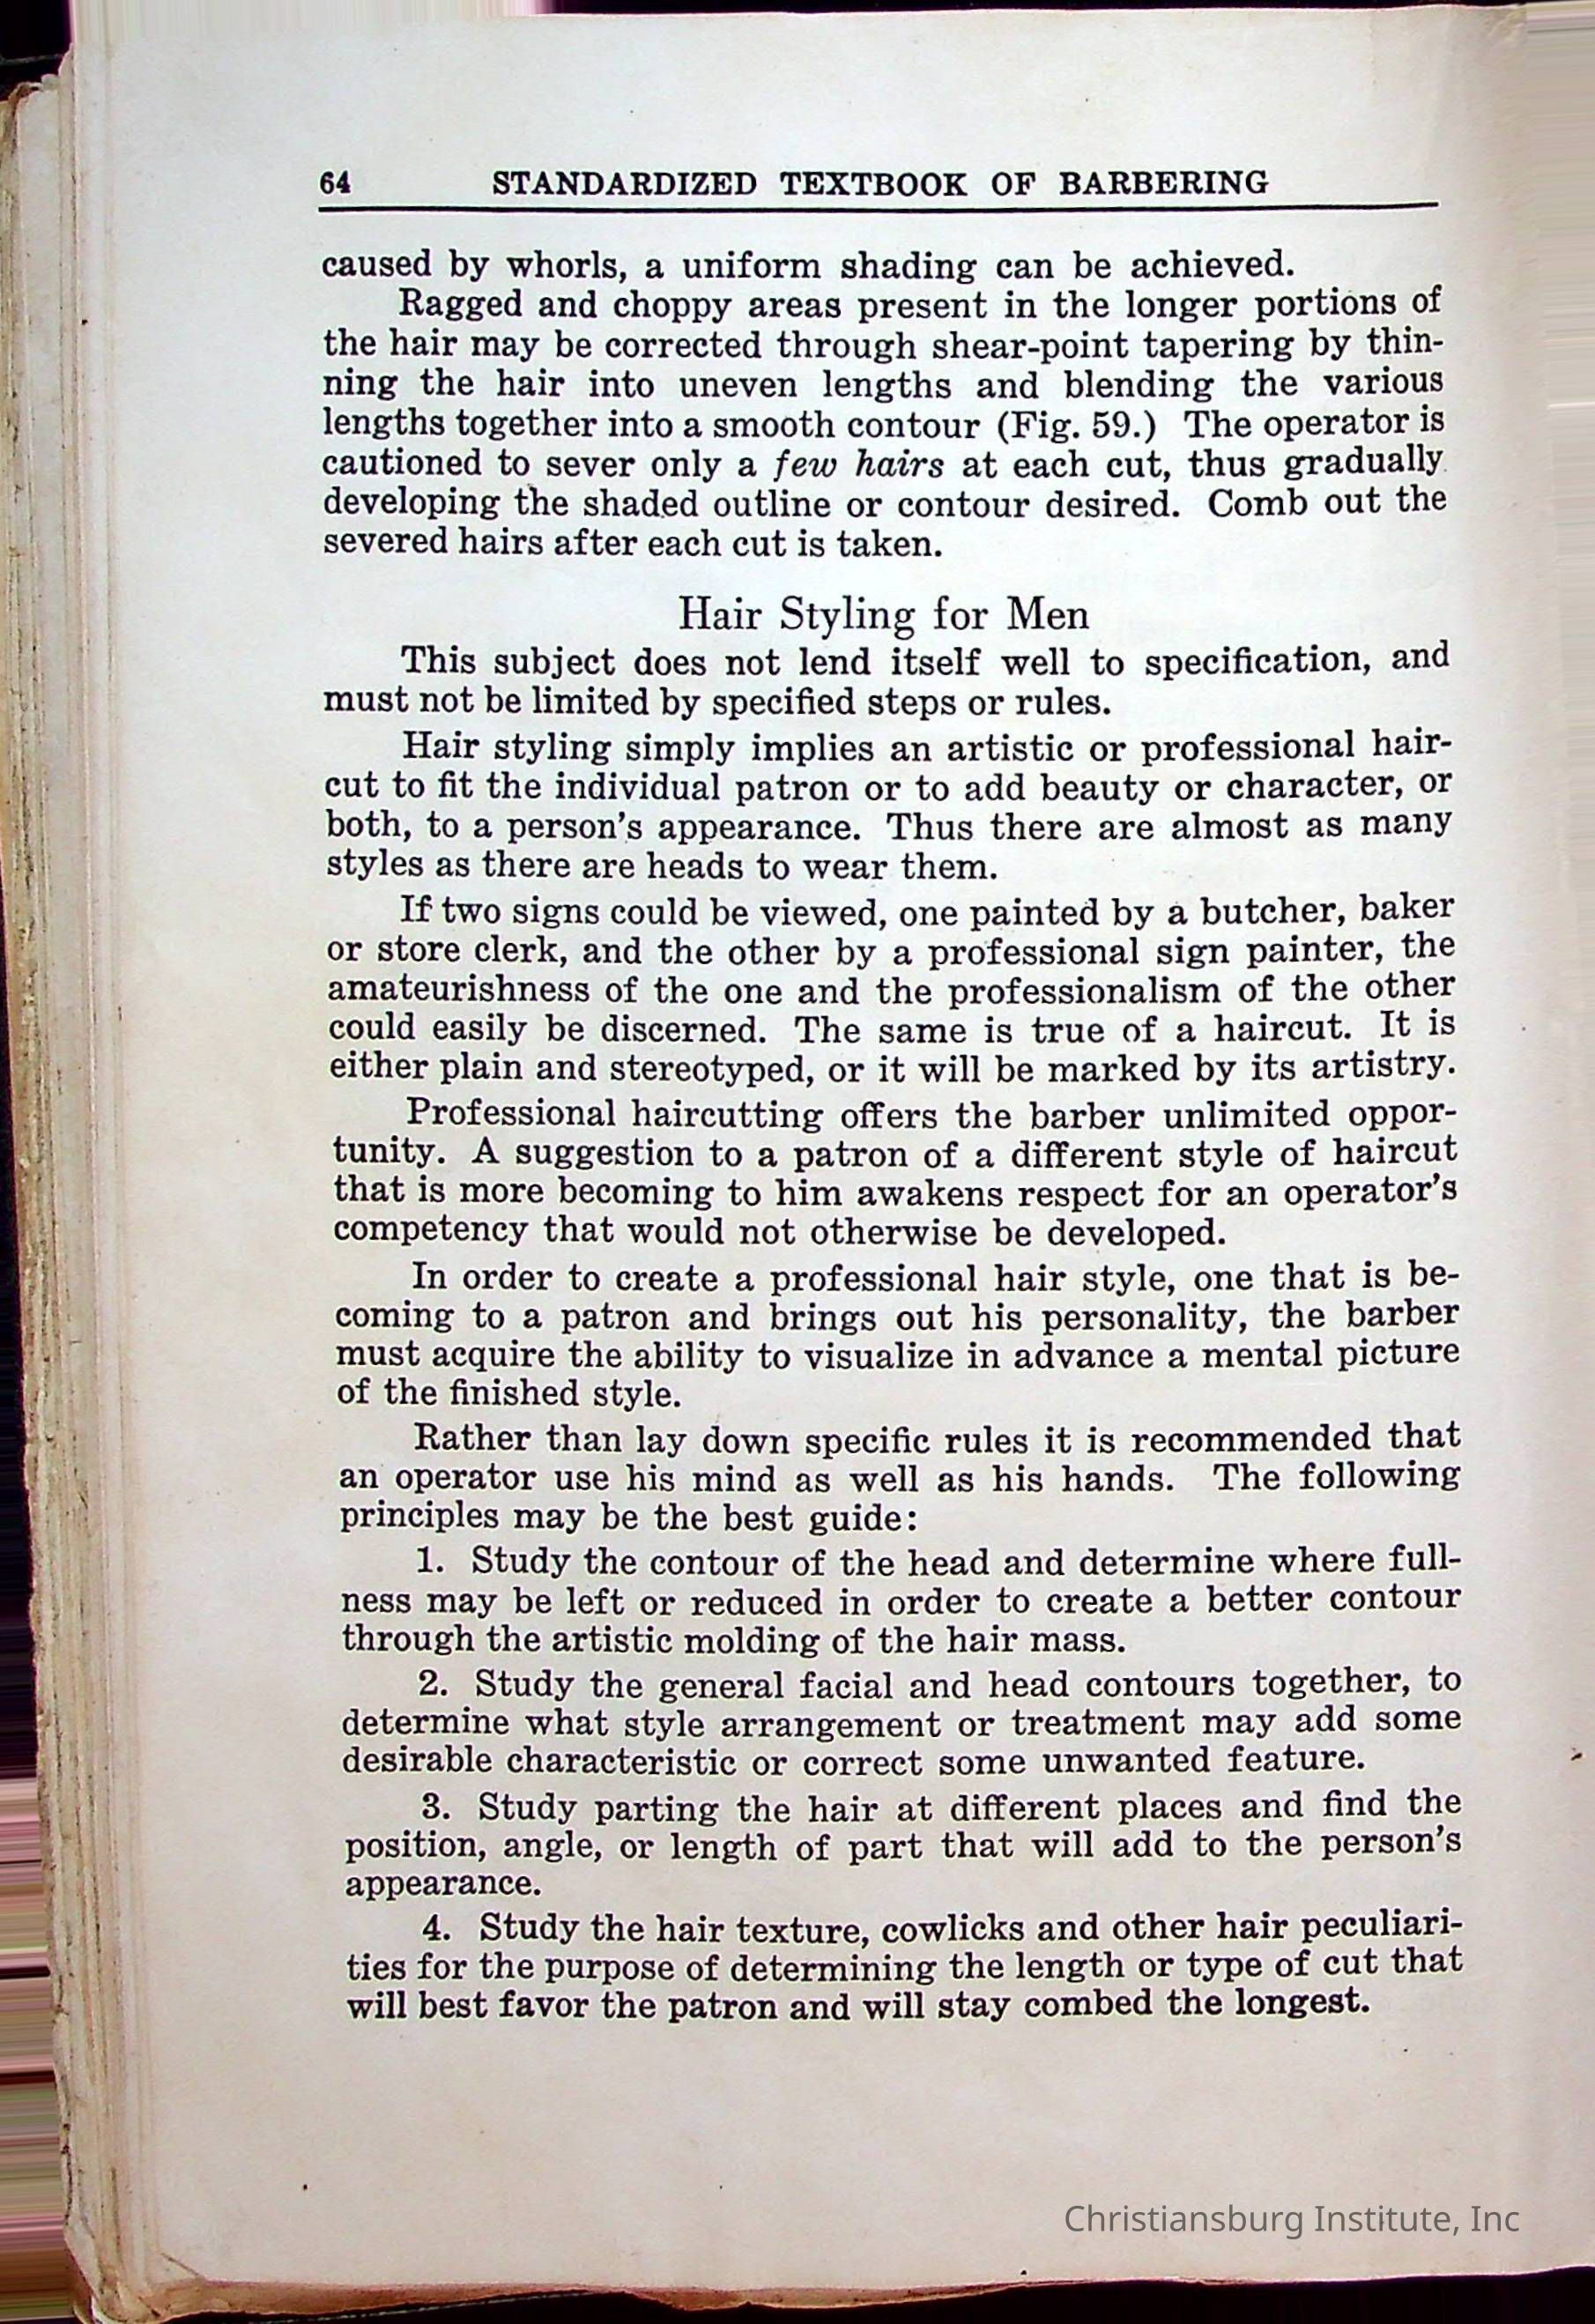 64 STANDARDIZED TEXTBOOK OF BARBERING
caused by whorls, a uniform shading can be achieved.
Ragged and choppy areas present in the longer portions of
the hair may be corrected through shear-point tapering by thin-
ning the hair into uneven lengths and blending the various
lengths together into a smooth contour (Fig. 59.) The operator is
cautioned to sever only a few hairs at each cut, thus gradually
developing the shaded outline or contour desired. Comb out the
severed hairs after each cut is taken.
Hair Styling for Men
This subject does not lend itself well to specification, and
must not be limited by specified steps or rules.
Hair styling simply implies an artistic or professional hair-
cut to fit the individual patron or to add beauty or character, or
both, to a person's appearance. Thus there are almost as many
styles as there are heads to wear them.
If two signs could be viewed, one painted by a butcher, baker
or store clerk, and the other by a professional sign painter, the
amateurishness of the one and the professionalism of the other
could easily be discerned. The same is true of a haircut. It is
either plain and stereotyped, or it will be marked by its artistry.
Professional haircutting offers the barber unlimited oppor-
tunity. A suggestion to a patron of a different style of haircut
that is more becoming to him awakens respect for an operator's
competency that would not otherwise be developed.
In order to create a professional hair style, one that is be-
coming to a patron and brings out his personality, the barber
must acquire the ability to visualize in advance a mental picture
of the finished style.
Rather than lay down specific rules it is recommended that
an operator use his mind as well as his hands. The following
principles may be the best guide:
1. Study the contour of the head and determine where full-
ness may be left or reduced in order to create a better contour
through the artistic molding of the hair mass.
2. Study the general facial and head contours together, to
determine what style arrangement or treatment may add some
desirable characteristic or correct some unwanted feature.
3. Study parting the hair at different places and find the
position, angle, or length of part that will add to the person's
appearance.
4. Study the hair texture, cowlicks and other hair peculiari-
ties for the purpose of determining the length or type of cut that
will best favor the patron and will stay combed the longest.
Christiansburg Institute, Inc